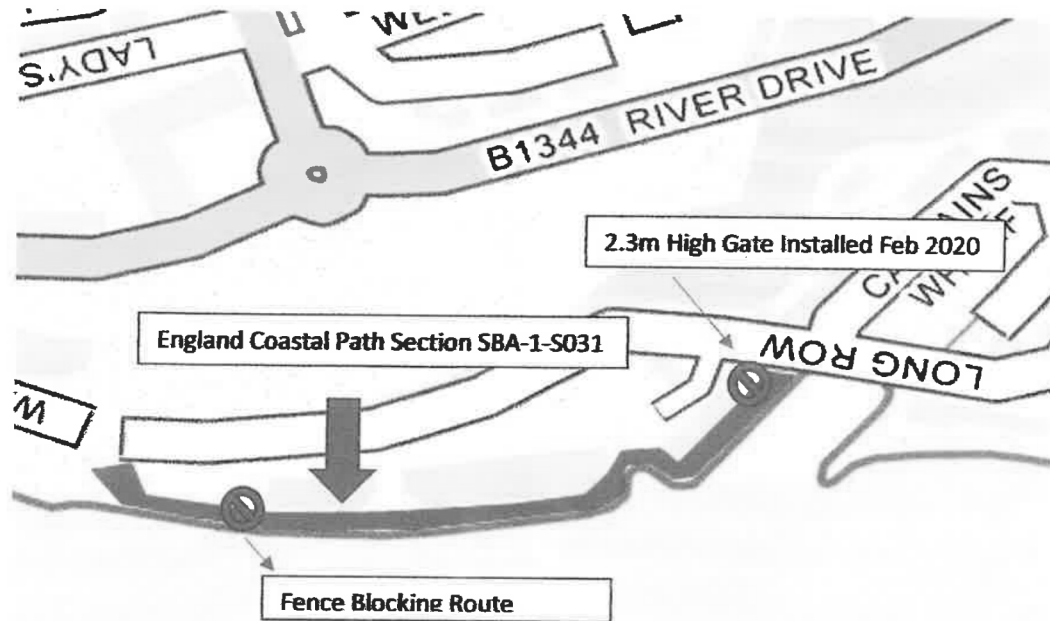 LADY'S
B1344 RIVER DRIVE
2.3m High Gate Installed Feb 2020
England Coastal Path Section SBA-1-S031
LONG ROW
Fence Blocking Route